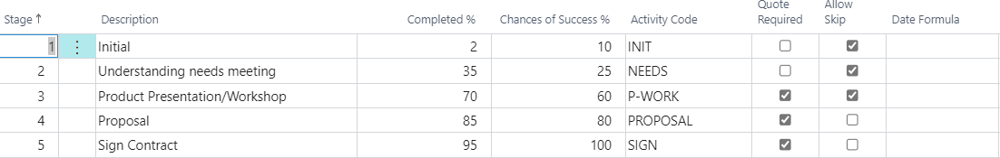 Stage ↑ Description Completed % Chances of Success % Activity Code Quote Required Allow Skip Date Formula
1 Initial 2 10 INIT
2 Understanding needs meeting 35 25 NEEDS
3 Product Presentation/Workshop 70 60 P-WORK
4 Proposal 85 80 PROPOSAL
5 Sign Contract 95 100 SIGN